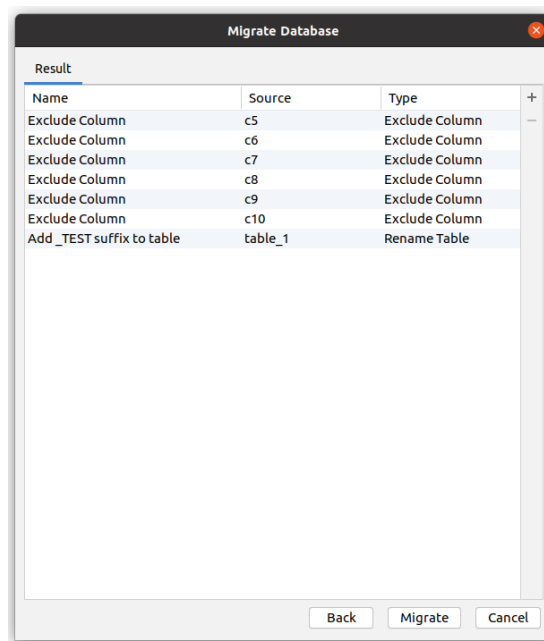 Migrate Database
Result
Name Source Type +
Exclude Column c5 Exclude Column −
Exclude Column c6 Exclude Column
Exclude Column c7 Exclude Column
Exclude Column c8 Exclude Column
Exclude Column c9 Exclude Column
Exclude Column c10 Exclude Column
Add _TEST suffix to table table_1 Rename Table
Back Migrate Cancel